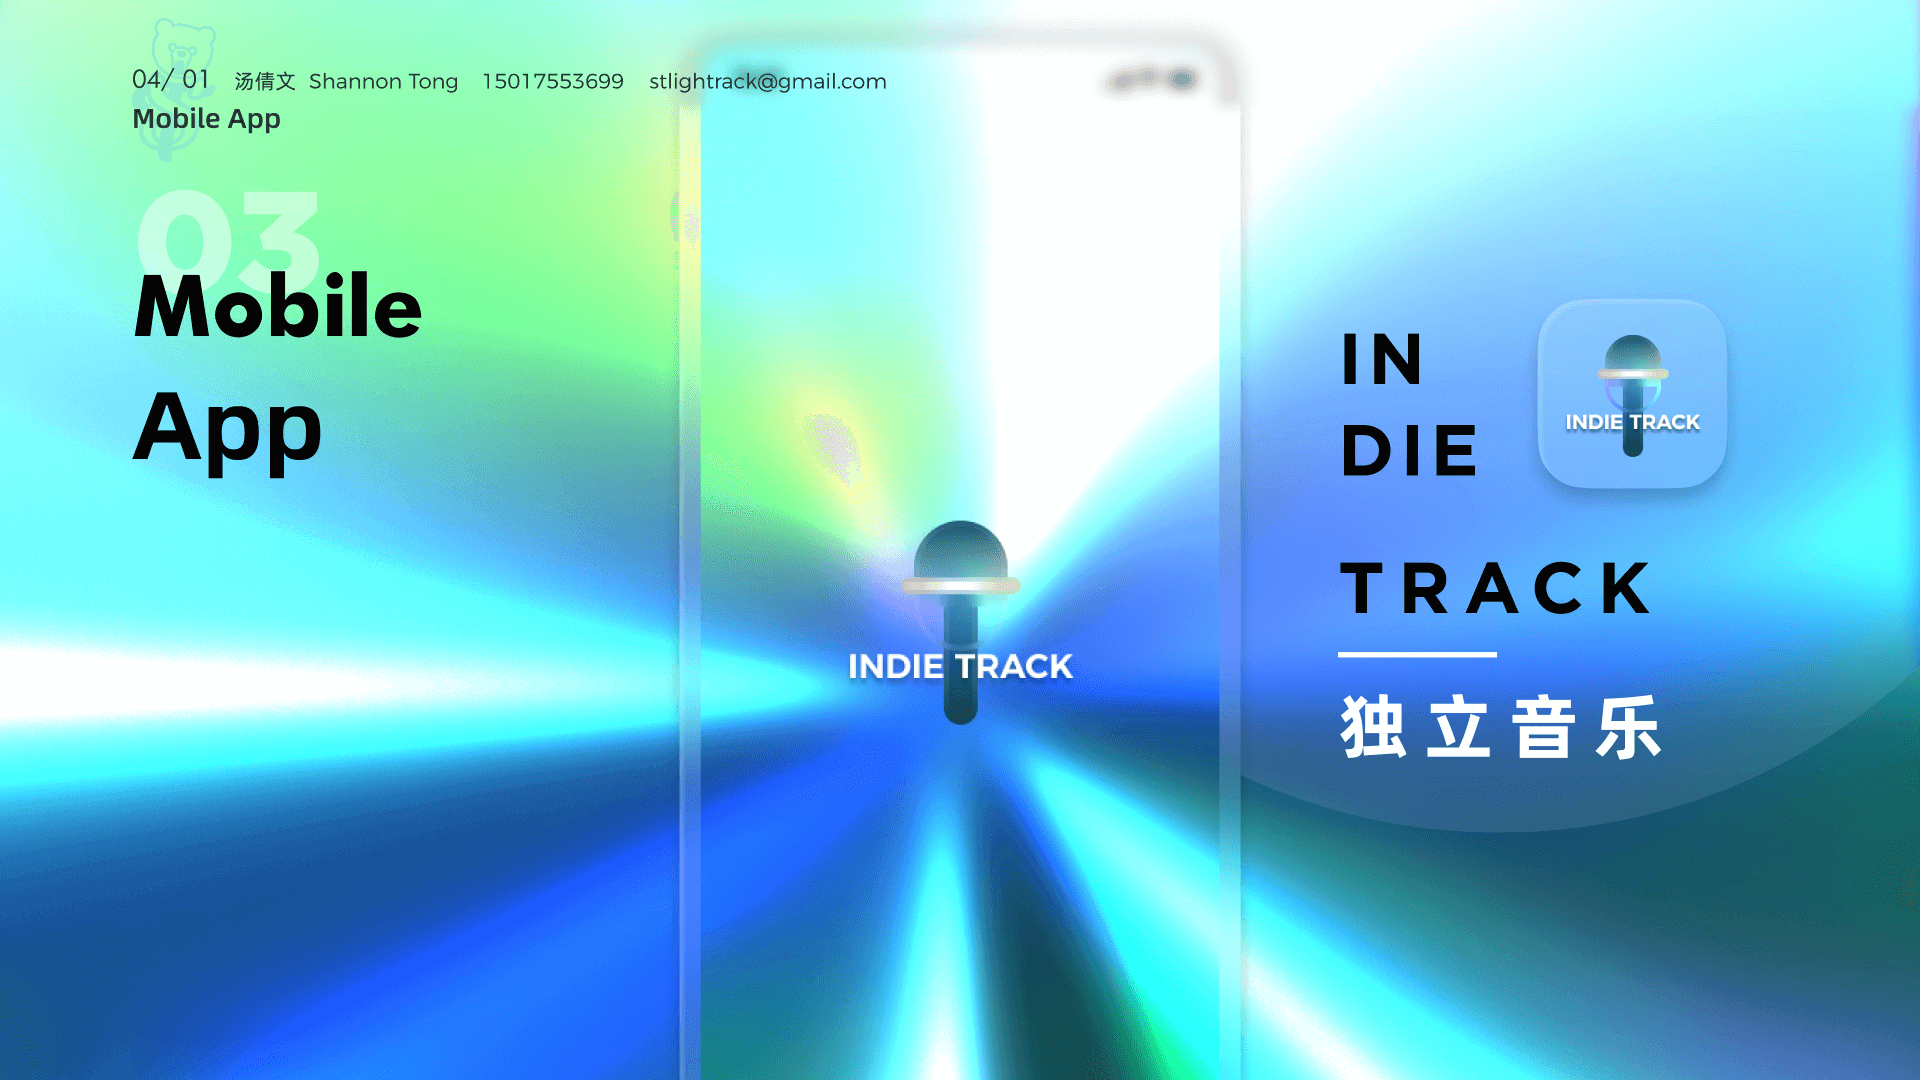 04/ 01 汤倩文 Shannon Tong 15017553699 stlightrack@gmail.com
Mobile App
03
Mobile
App
INDIE TRACK
IN
DIE
TRACK
独立音乐
INDIE TRACK